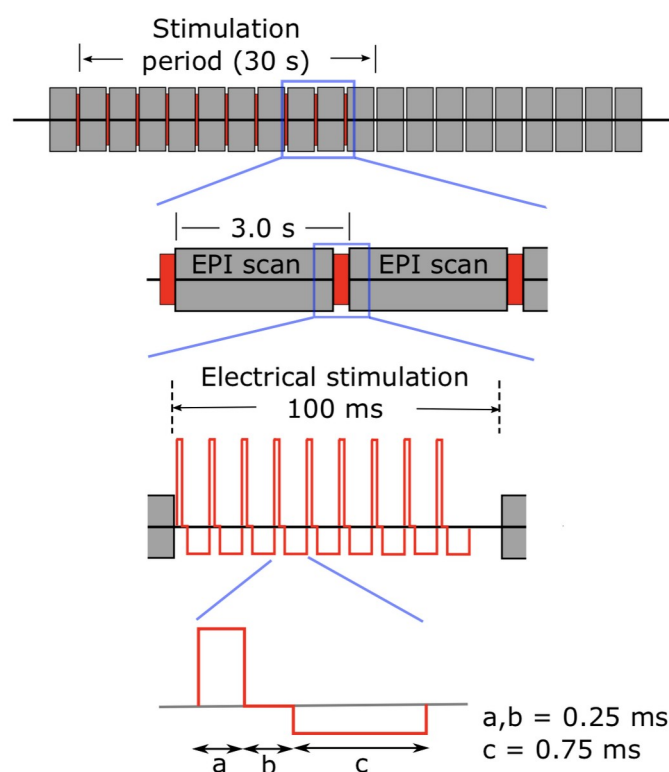 Stimulation
period (30 s)
3.0 s
EPI scan EPI scan
Electrical stimulation
100 ms
a,b = 0.25 ms
c = 0.75 ms
a b c